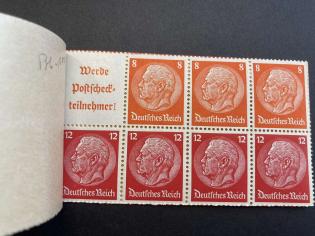 Werde
Postscheck-
teilnehmer!
8
8
8
Deutsches Reich
Deutsches Reich
Deutsches Reich
12
12
12
12
Deutsches Reich
Deutsches Reich
Deutsches Reich
Deutsches Reich